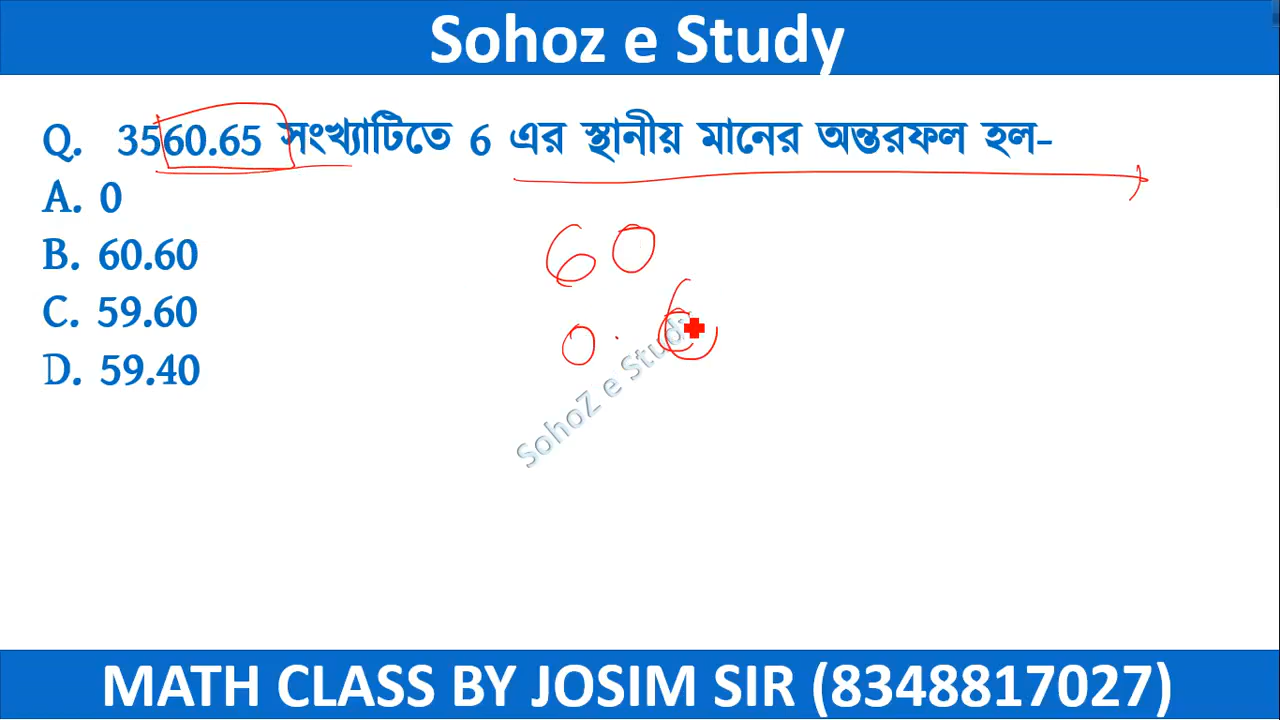 Sohoz e Study
Q. 3560.65 সংখ্যাটিতে 6 এর স্থানীয় মানের অন্তরফল হল-
A. 0
B. 60.60
C. 59.60
D. 59.40
60
0.6
SohoZ e Study
MATH CLASS BY JOSIM SIR (8348817027)